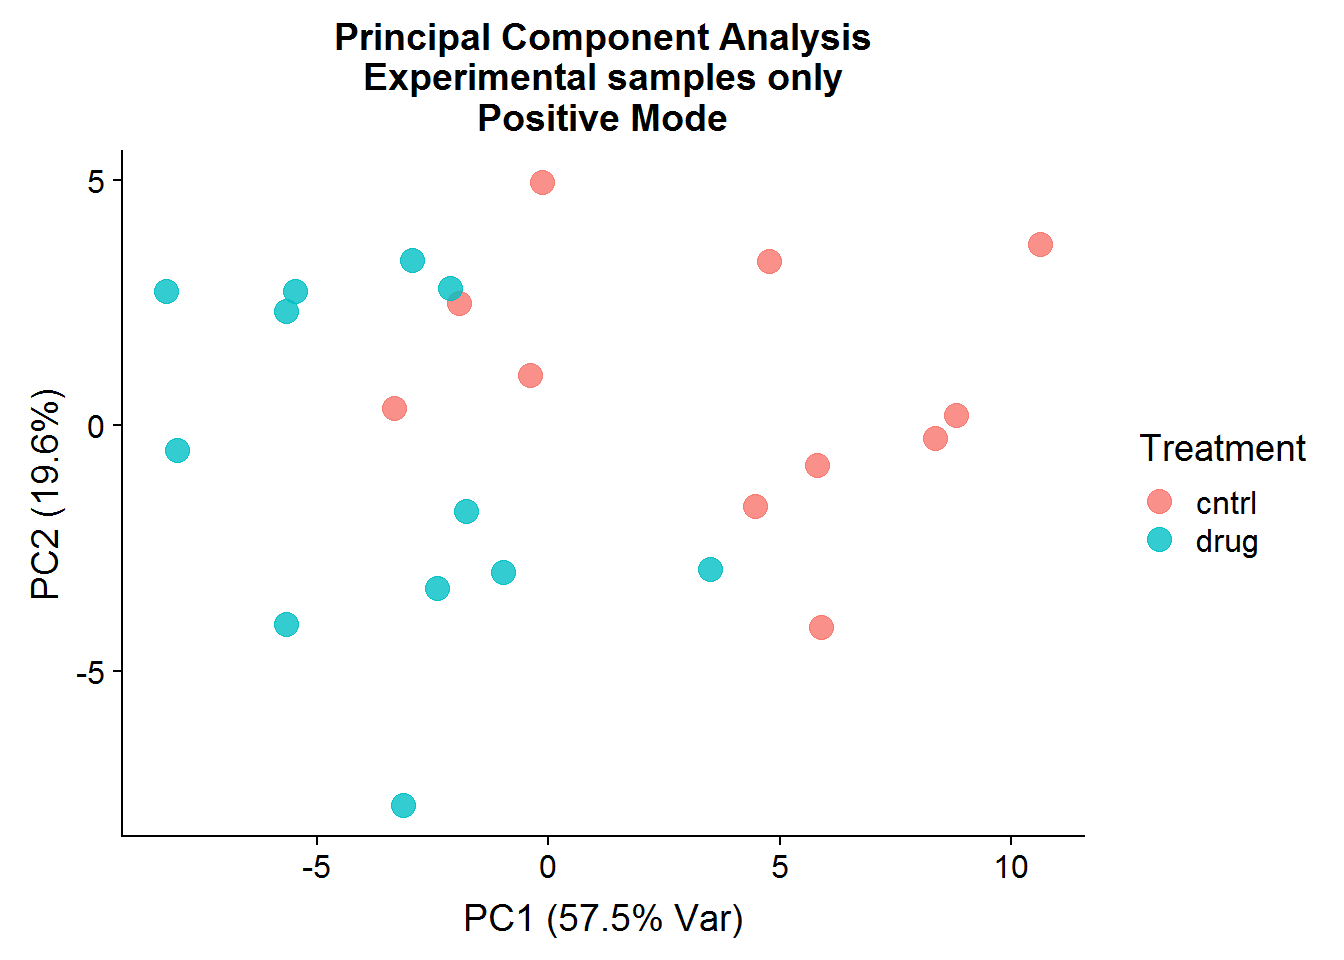 Principal Component Analysis
Experimental samples only
Positive Mode
5
0
-5
PC2 (19.6%)
-5
0
5
10
PC1 (57.5% Var)
Treatment
cntrl
drug